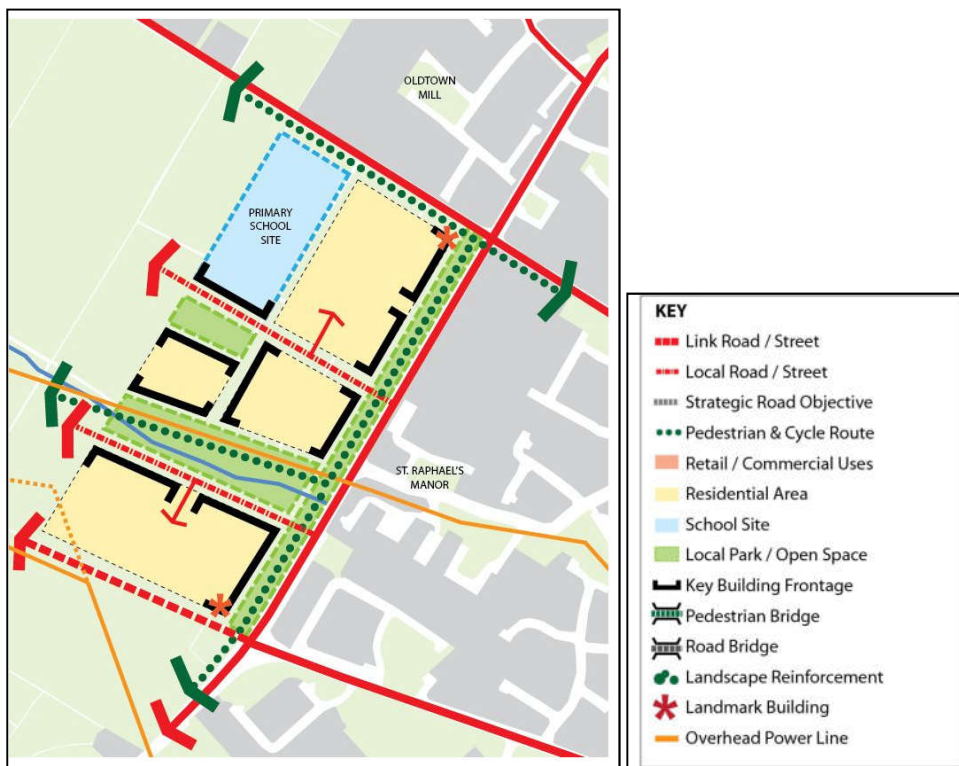 OLDTOWN
MILL
PRIMARY
SCHOOL
SITE
ST. RAPHAEL'S
MANOR
KEY
Link Road / Street
Local Road / Street
Strategic Road Objective
Pedestrian & Cycle Route
Retail / Commercial Uses
Residential Area
School Site
Local Park / Open Space
Key Building Frontage
Pedestrian Bridge
Road Bridge
Landscape Reinforcement
Landmark Building
Overhead Power Line